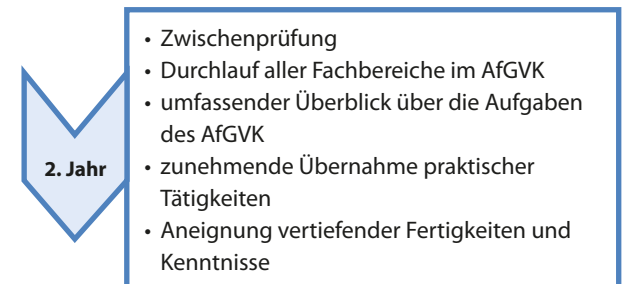 2. Jahr
• Zwischenprüfung
• Durchlauf aller Fachbereiche im AfGVK
• umfassender Überblick über die Aufgaben
des AfGVK
• zunehmende Übernahme praktischer
Tätigkeiten
• Aneignung vertiefender Fertigkeiten und
Kenntnisse